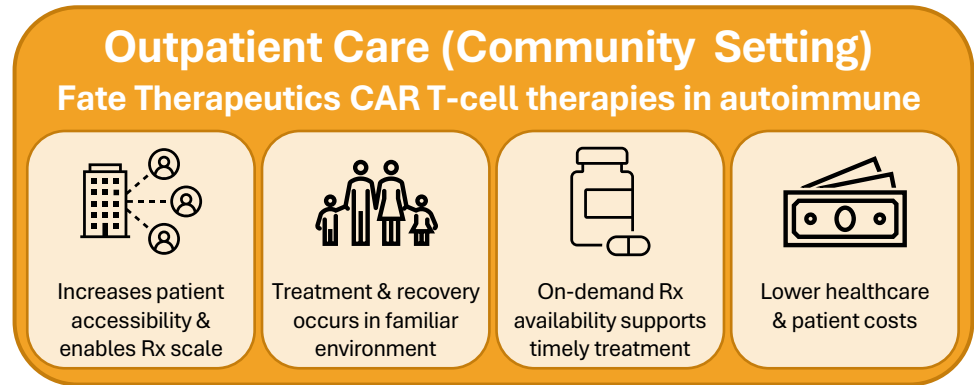 Outpatient Care (Community Setting)
Fate Therapeutics CAR T-cell therapies in autoimmune
Increases patient
accessibility &
enables Rx scale
Treatment & recovery
occurs in familiar
environment
On-demand Rx
availability supports
timely treatment
Lower healthcare
& patient costs